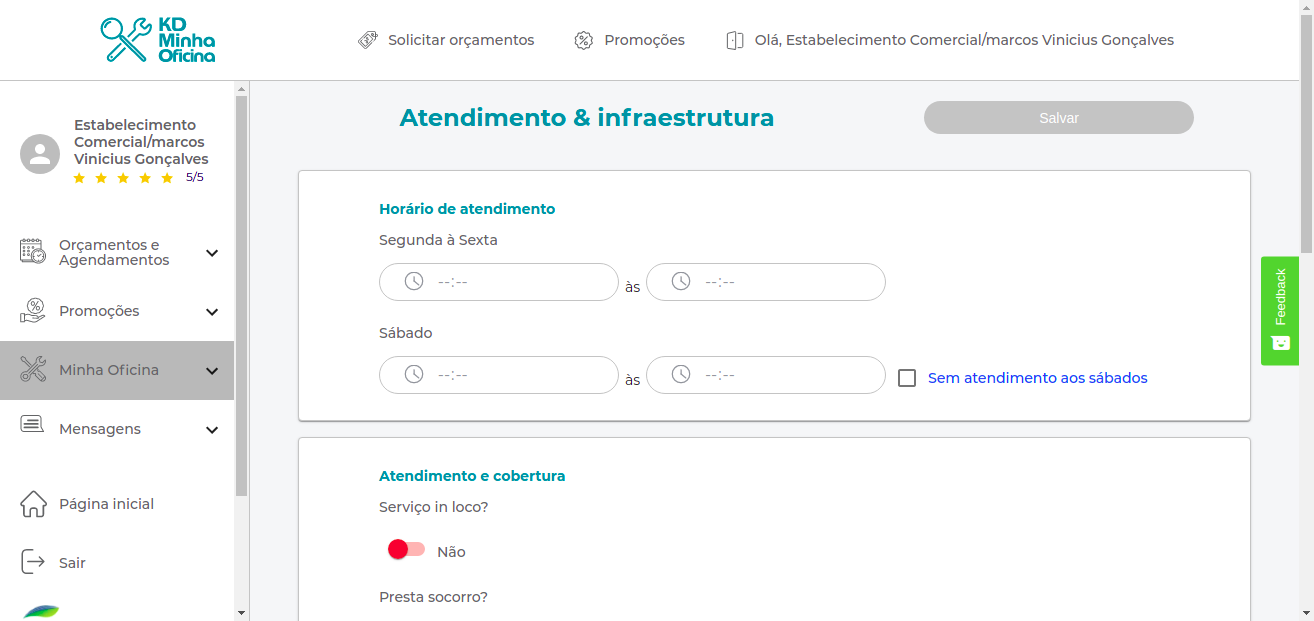 KD
Minha
Oficina
Solicitar orçamentos
Promoções
Olá, Estabelecimento Comercial/marcos Vinicius Gonçalves
Estabelecimento
Comercial/marcos
Vinicius Gonçalves
5/5
Orçamentos e
Agendamentos
Promoções
Minha Oficina
Mensagens
Página inicial
Sair
Atendimento & infraestrutura
Salvar
Horário de atendimento
Segunda à Sexta
--:-- às --:--
Sábado
--:-- às --:-- Sem atendimento aos sábados
Atendimento e cobertura
Serviço in loco?
Não
Presta socorro?
Feedback